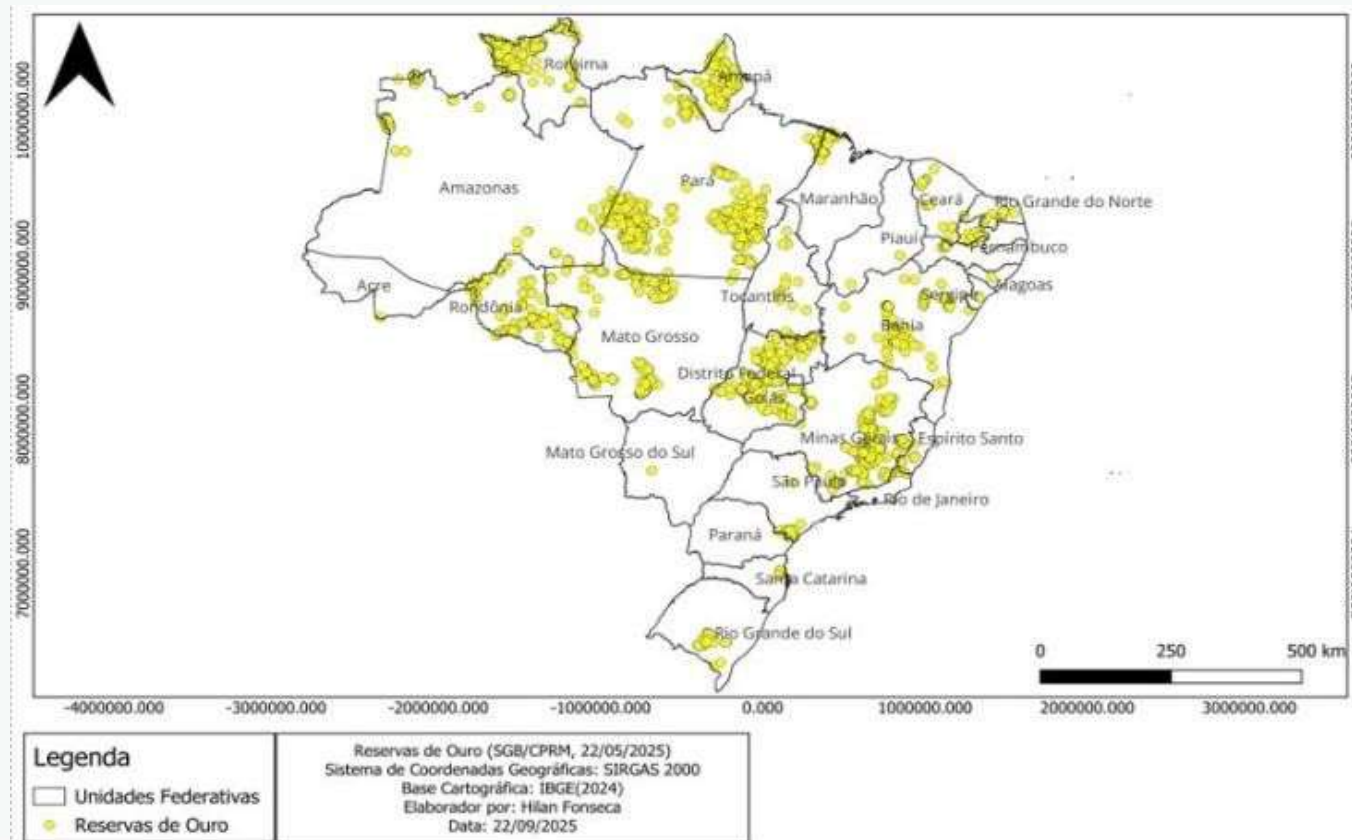 Roraima
Amapá
Amazonas
Pará
Maranhão
Ceará
Rio Grande do Norte
Piauí
Pernambuco
Acre
Rondônia
Tocantins
Sergipe
Alagoas
Mato Grosso
Bahia
Distrito Federal
Goiás
Minas Gerais
Espírito Santo
Mato Grosso do Sul
São Paulo
Rio de Janeiro
Paraná
Santa Catarina
Rio Grande do Sul
10000000.000
9000000.000
8000000.000
7000000.000
0 250 500 km
-4000000.000 -3000000.000 -2000000.000 -1000000.000 0.000 1000000.000 2000000.000 3000000.000
Legenda
Unidades Federativas
Reservas de Ouro
Reservas de Ouro (SGB/CPRM, 22/05/2025)
Sistema de Coordenadas Geográficas: SIRGAS 2000
Base Cartográfica: IBGE(2024)
Elaborador por: Hilan Fonseca
Data: 22/09/2025